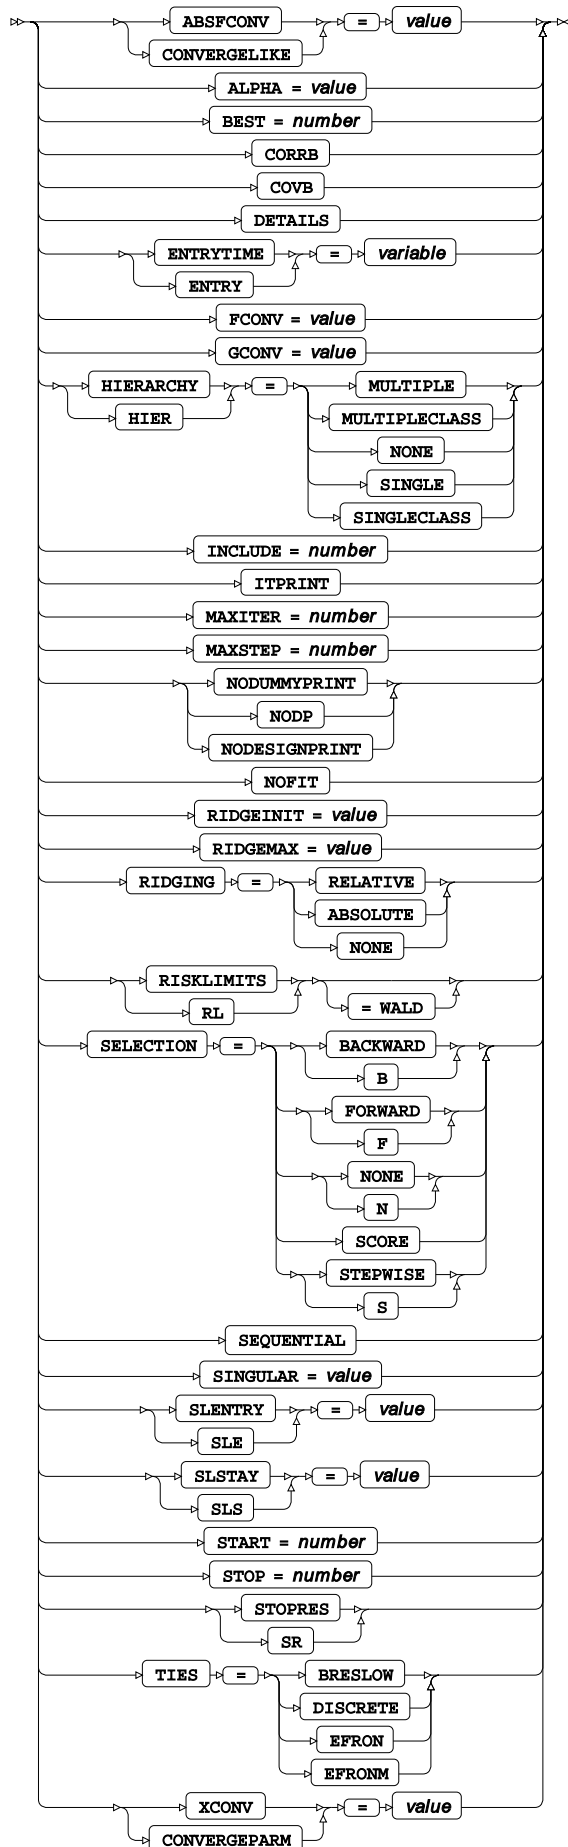 ABSFCONV = value
CONVERGELIKE
ALPHA = value
BEST = number
CORRB
COVB
DETAILS
ENTRYTIME = variable
ENTRY
FCONV = value
GCONV = value
HIERARCHY = MULTIPLE
HIER MULTIPLECLASS
NONE
SINGLE
SINGLECLASS
INCLUDE = number
ITPRINT
MAXITER = number
MAXSTEP = number
NODUMMYPRINT
NODP
NODESIGNPRINT
NOFIT
RIDGEINIT = value
RIDGEMAX = value
RIDGING = RELATIVE
ABSOLUTE
NONE
RISKLIMITS
RL = WALD
SELECTION = BACKWARD
B
FORWARD
F
NONE
N
SCORE
STEPWISE
S
SEQUENTIAL
SINGULAR = value
SLENTRY = value
SLE
SLSTAY = value
SLS
START = number
STOP = number
STOPRES
SR
TIES = BRESLOW
DISCRETE
EFRON
EFRONM
XCONV = value
CONVERGEPARM